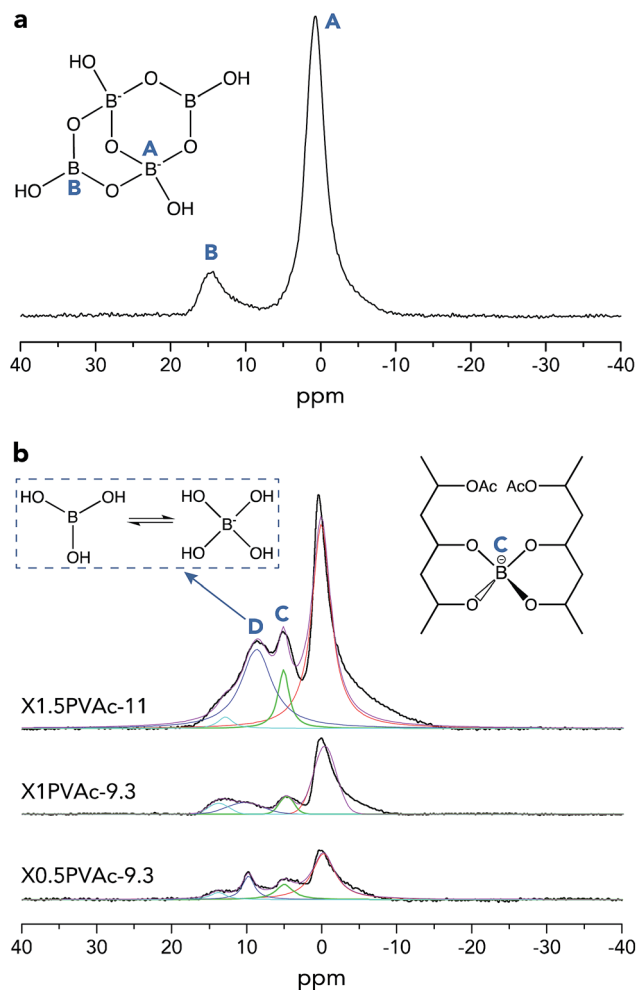 a
A
HO
O
OH
B-
B
O
O
A
O
B
B-
HO
B
O
OH
B
40 30 20 10 0 -10 -20 -30 -40
ppm
b
HO OH
B
OH
HO OH
B-
HO OH
OAc AcO
O C O
⊖
B
O O
D C
X1.5PVAc-11
X1PVAc-9.3
X0.5PVAc-9.3
40 30 20 10 0 -10 -20 -30 -40
ppm